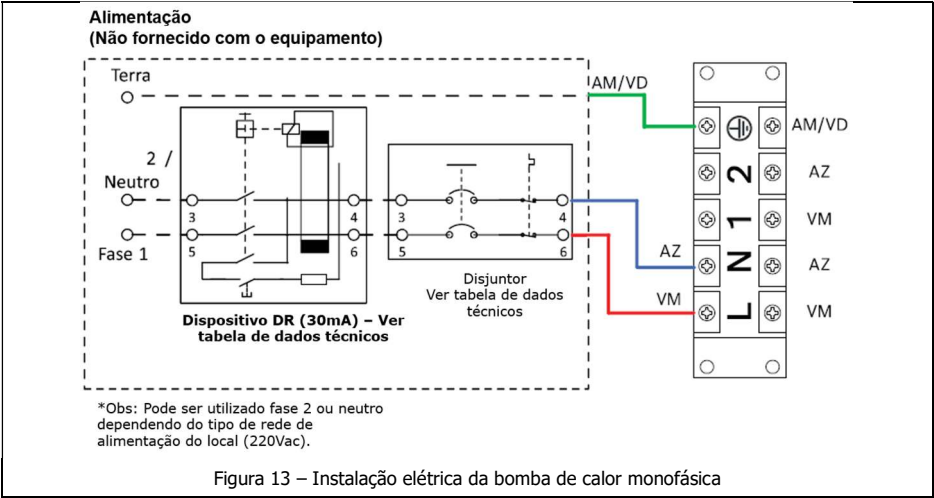 Alimentação
(Não fornecido com o equipamento)
Terra
AM/VD
AM/VD
2 /
Neutro
2
AZ
3
4
3
4
1
VM
Fase 1
5
6
5
6
AZ
N
AZ
Disjuntor
Ver tabela de dados
técnicos
VM
L
VM
Dispositivo DR (30mA) – Ver
tabela de dados técnicos
*Obs: Pode ser utilizado fase 2 ou neutro
dependendo do tipo de rede de
alimentação do local (220Vac).
Figura 13 – Instalação elétrica da bomba de calor monofásica